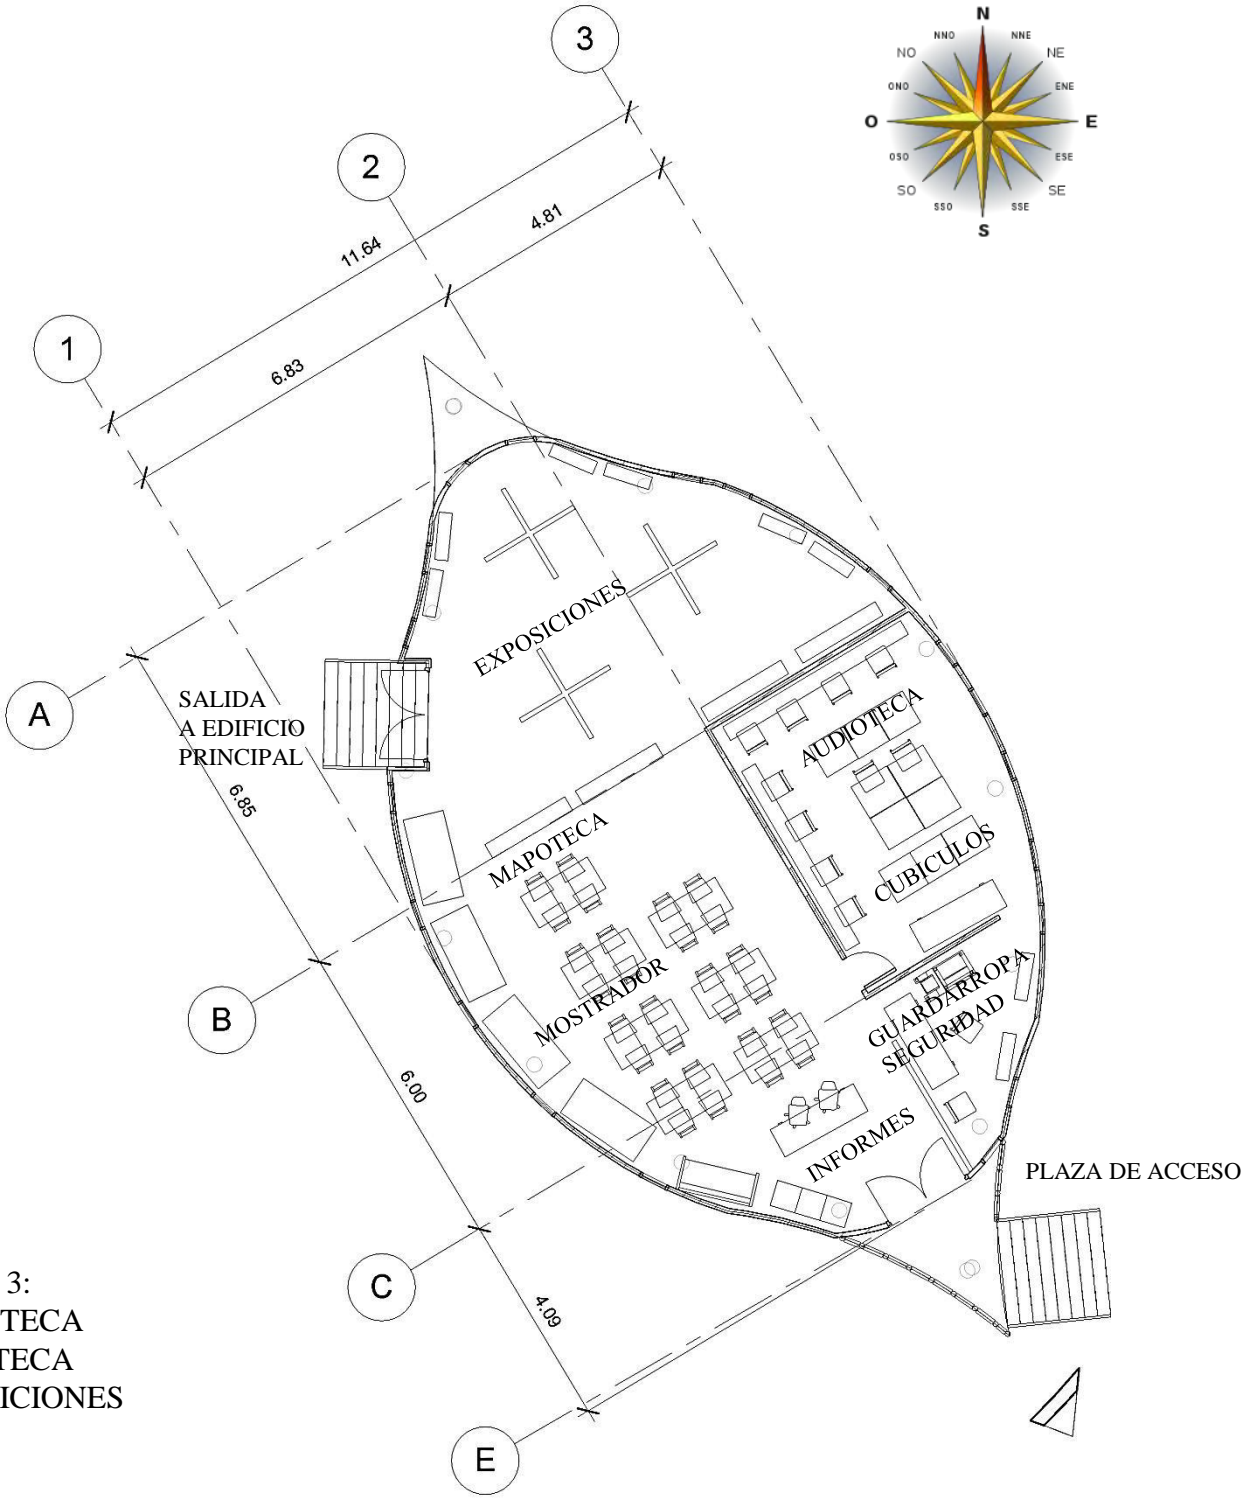 3
N
NNO
NNE
NO
NE
ONO
ENE
O
E
OSO
ESE
SO
SE
SSO
SSE
S
2
4.81
11.64
1
6.83
EXPOSICIONES
A
SALIDA
A EDIFICIO
PRINCIPAL
AUDIOTECA
6.85
MAPOTECA
CUBICULOS
MOSTRADOR
GUARDARROPA
SEGURIDAD
B
6.00
INFORMES
PLAZA DE ACCESO
C
4.09
3:
TECA
TECA
ICIONES
E